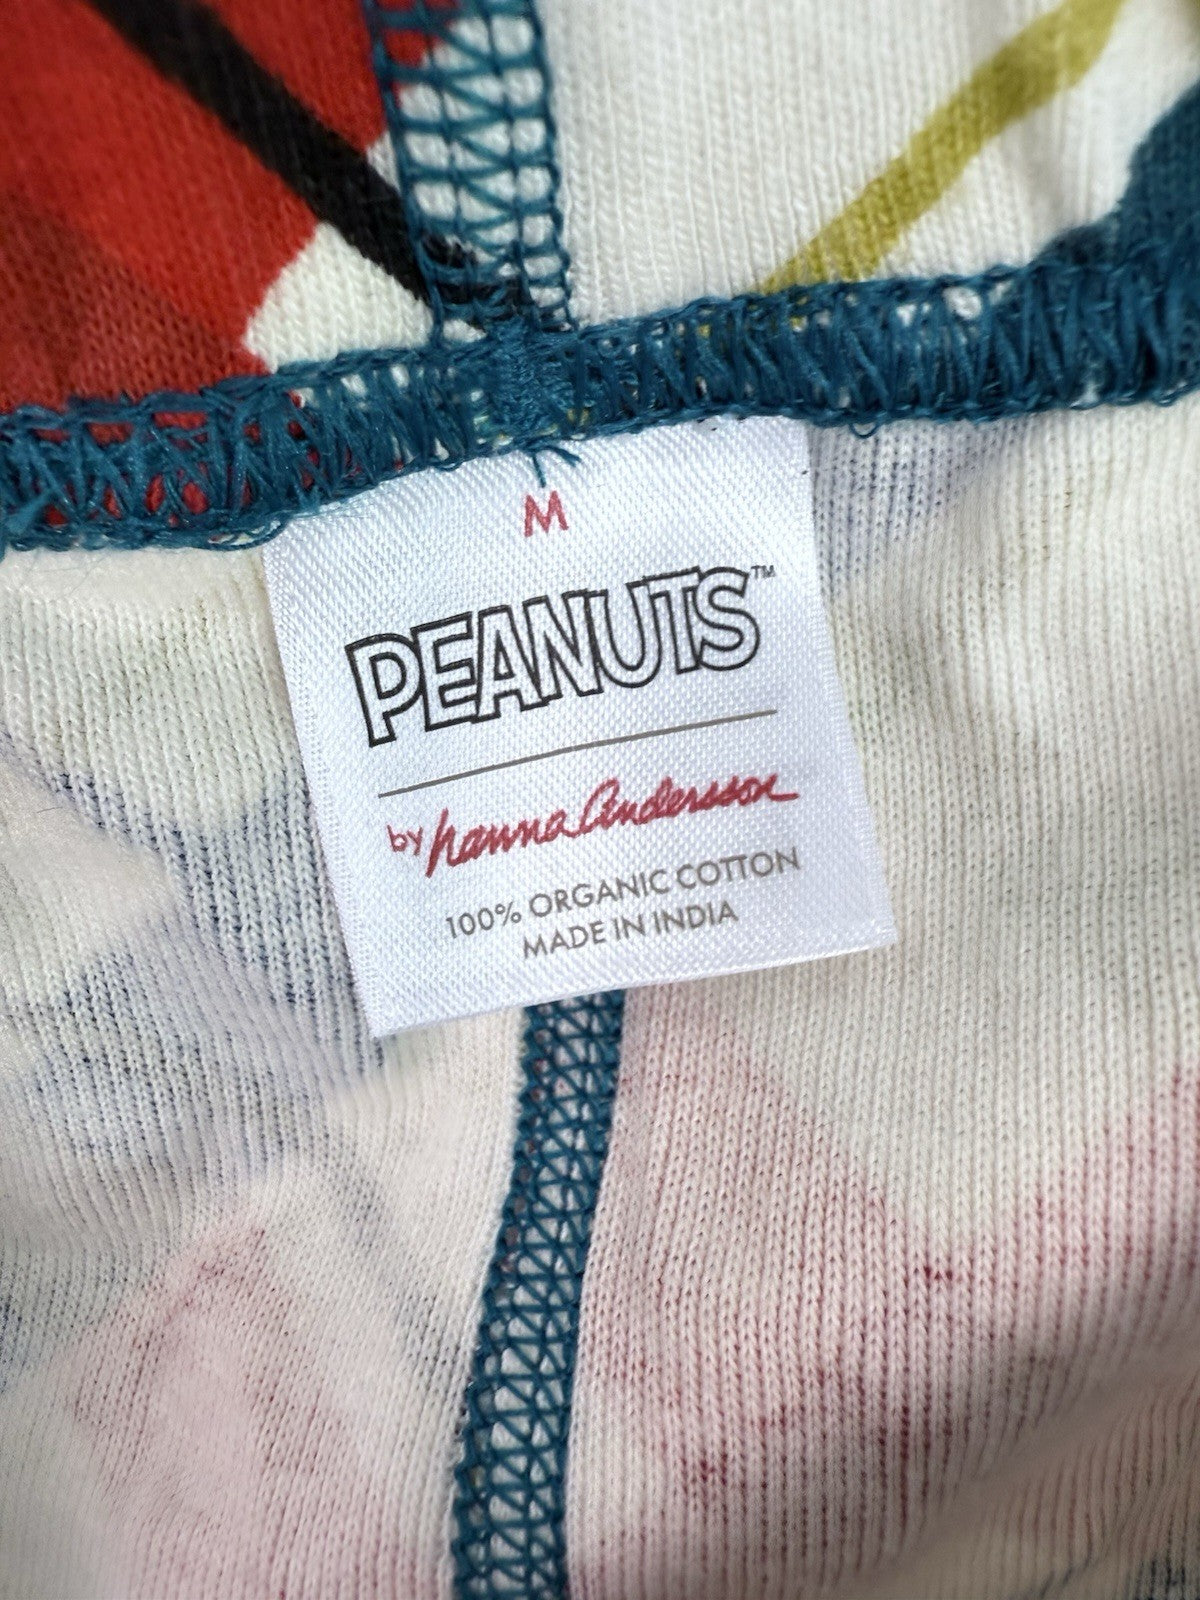 M
PEANUTS™
by hanna Andersson
100% ORGANIC COTTON
MADE IN INDIA